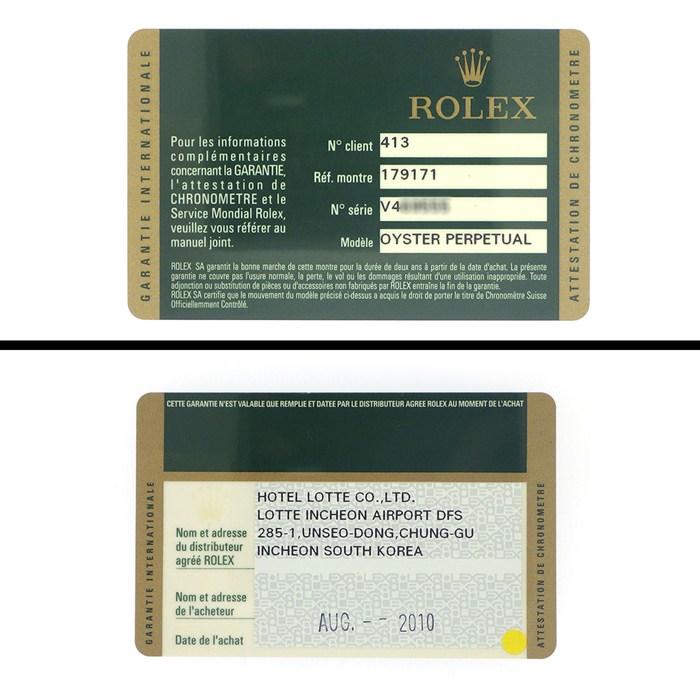 GARANTIE INTERNATIONALE
ROLEX
Pour les informations
complémentaires
concernant la GARANTIE,
l'attestation de
CHRONOMETRE et le
Service Mondial Rolex,
veuillez vous référer au
manuel joint.
N° client 413
Réf. montre 179171
N° série V4
Modèle OYSTER PERPETUAL
ROLEX SA garantit la bonne marche de cette montre pour la durée de deux ans à partir de la date d'achat. La présente
garantie ne couvre pas l'usure normale, la perte, le vol ou les dommages résultant d'une utilisation inappropriée. Toute
adjonction ou substitution de pièces ou d'accessoires non fabriqués par ROLEX entraîne la fin de la garantie.
ROLEX SA certifie que le mouvement du modèle précisé ci-dessus a acquis le droit de porter le titre de Chronomètre Suisse
Officiellement Contrôlé.
ATTESTATION DE CHRONOMETRE
CETTE GARANTIE N'EST VALABLE QUE REMPLIE ET DATEE PAR LE DISTRIBUTEUR AGREE ROLEX AU MOMENT DE L'ACHAT
GARANTIE INTERNATIONALE
Nom et adresse
du distributeur
agréé ROLEX
HOTEL LOTTE CO.,LTD.
LOTTE INCHEON AIRPORT DFS
285-1,UNSEO-DONG,CHUNG-GU
INCHEON SOUTH KOREA
Nom et adresse
de l'acheteur
Date de l'achat
AUG. -- 2010
ATTESTATION DE CHRONOMETRE